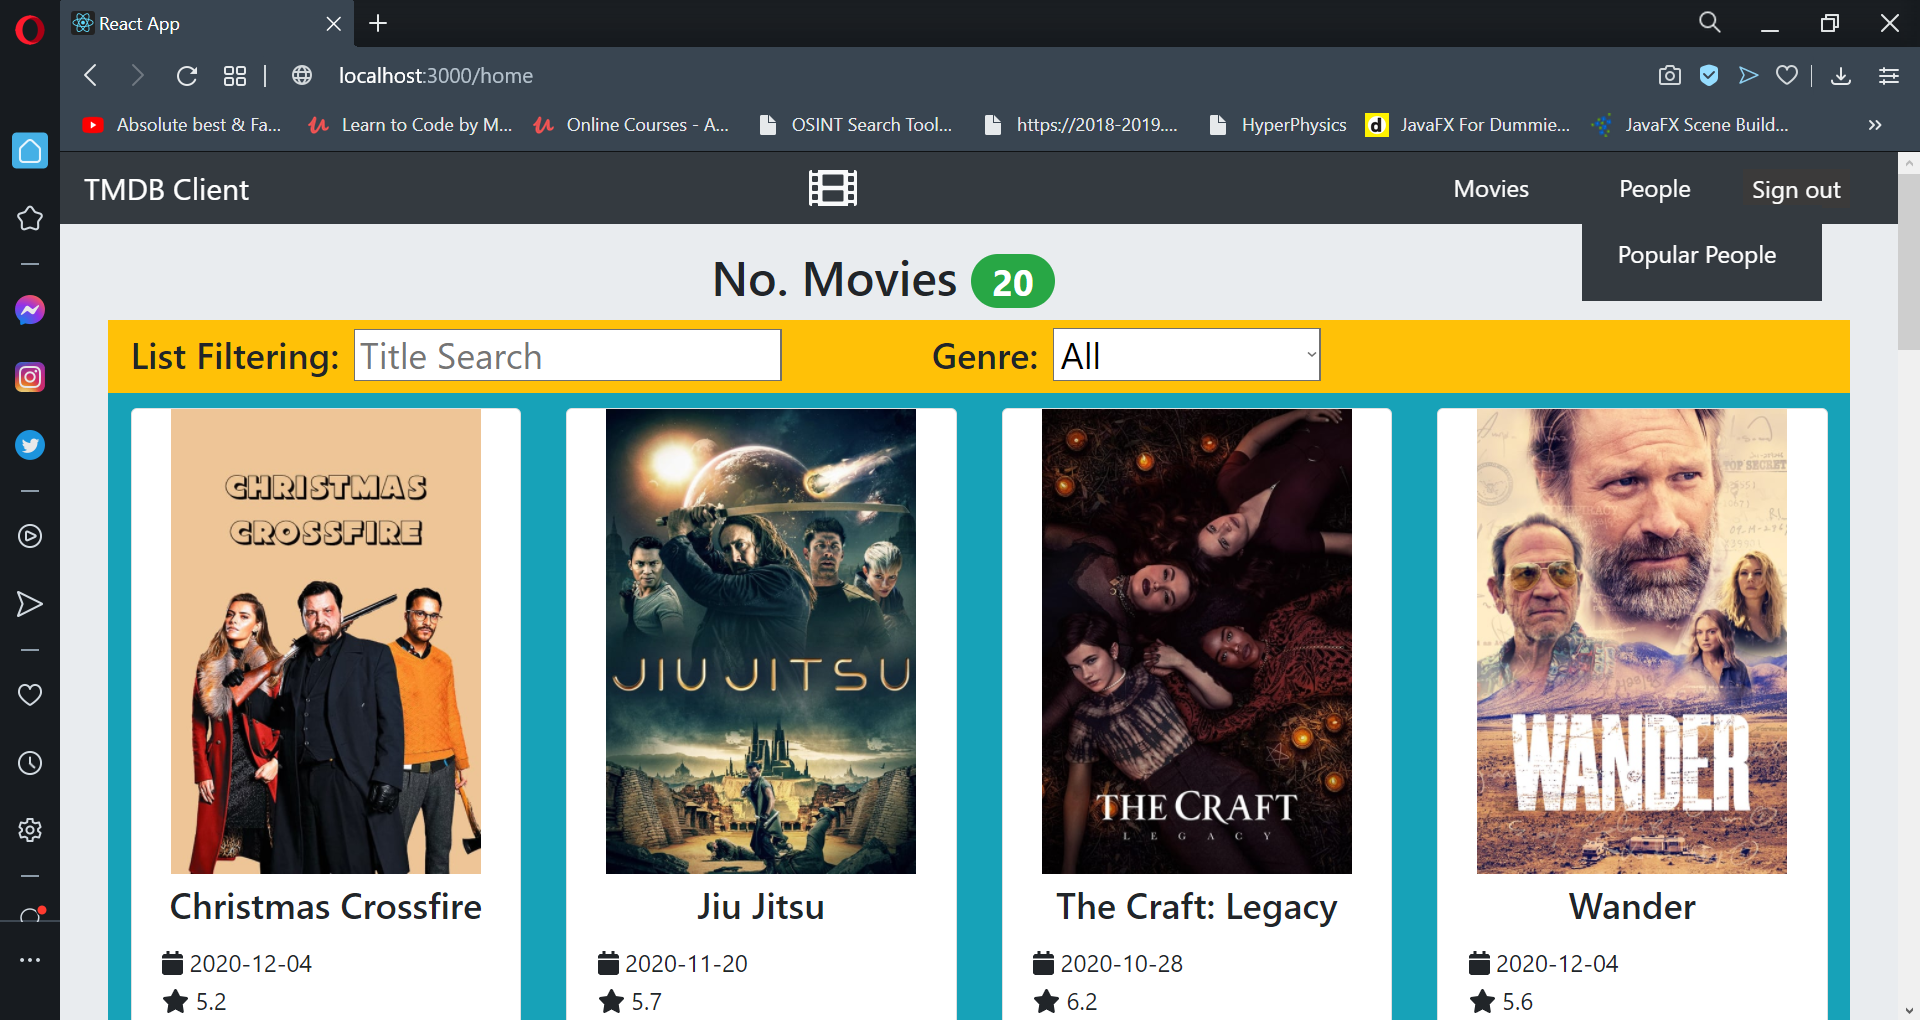 React App
localhost:3000/home
Absolute best & Fa...
Learn to Code by M...
Online Courses - A...
OSINT Search Tool...
https://2018-2019....
HyperPhysics
d
JavaFX For Dummie...
JavaFX Scene Build...
TMDB Client
Movies
People
Sign out
Popular People
No. Movies 20
List Filtering:
Title Search
Genre:
All
CHRISTMAS
CROSSFIRE
JIU JITSU
THE CRAFT
LEGACY
TOP SECRET
WANDER
Christmas Crossfire
Jiu Jitsu
The Craft: Legacy
Wander
2020-12-04
2020-11-20
2020-10-28
2020-12-04
5.2
5.7
6.2
5.6